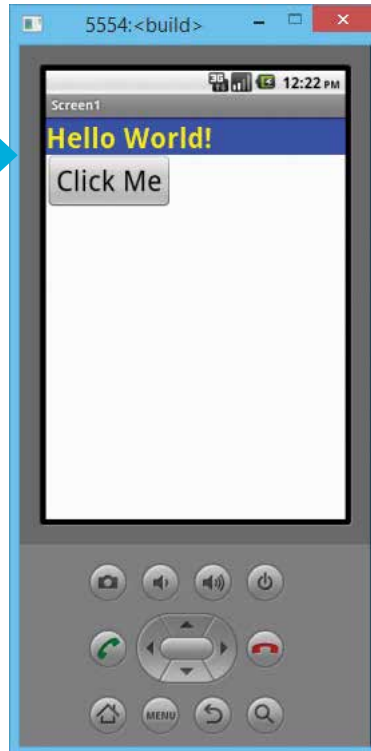 5554:<build>
3G 12:22 PM
Screen1
Hello World!
Click Me
MENU